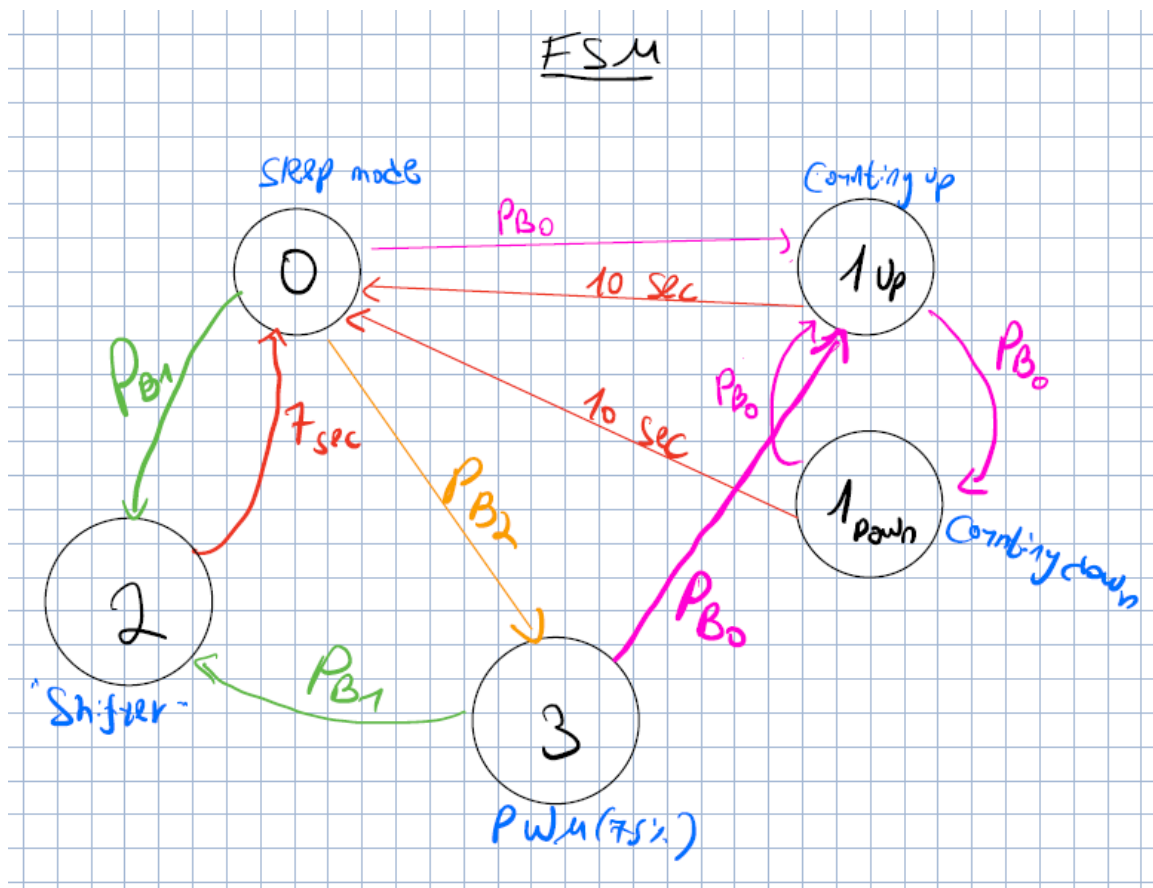 FSM
Sleep mode
Counting up
PB0
0
1 Up
10 sec
PB0
PB1
PB0
7 sec
10 sec
PB2
1 Down
Counting down
2
PB0
PB1
"Shifter"
3
PWM (75%)